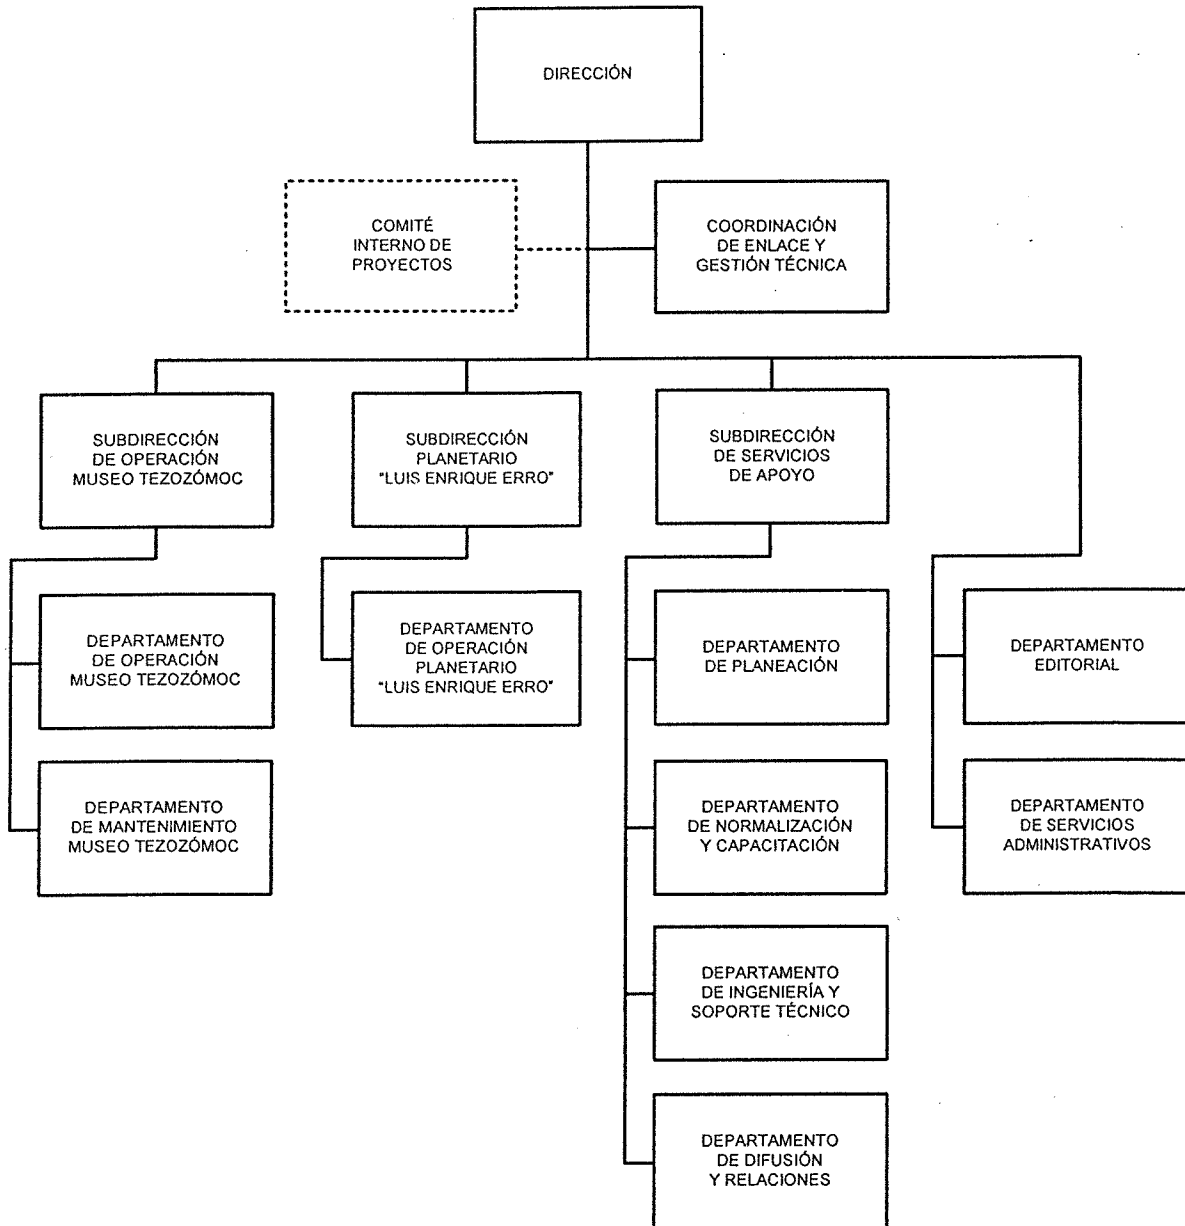 DIRECCIÓN
COMITÉ
INTERNO DE
PROYECTOS
COORDINACIÓN
DE ENLACE Y
GESTIÓN TÉCNICA
SUBDIRECCIÓN
DE OPERACIÓN
MUSEO TEZOZÓMOC
SUBDIRECCIÓN
PLANETARIO
"LUIS ENRIQUE ERRO"
SUBDIRECCIÓN
DE SERVICIOS
DE APOYO
DEPARTAMENTO
DE OPERACIÓN
MUSEO TEZOZÓMOC
DEPARTAMENTO
DE OPERACIÓN
PLANETARIO
"LUIS ENRIQUE ERRO"
DEPARTAMENTO
DE PLANEACIÓN
DEPARTAMENTO
EDITORIAL
DEPARTAMENTO
DE MANTENIMIENTO
MUSEO TEZOZÓMOC
DEPARTAMENTO
DE NORMALIZACIÓN
Y CAPACITACIÓN
DEPARTAMENTO
DE SERVICIOS
ADMINISTRATIVOS
DEPARTAMENTO
DE INGENIERÍA Y
SOPORTE TÉCNICO
DEPARTAMENTO
DE DIFUSIÓN
Y RELACIONES